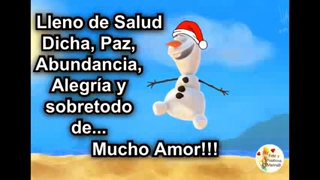 Lleno de Salud
Dicha, Paz,
Abundancia,
Alegría y
sobretodo
de...
Mucho Amor!!!